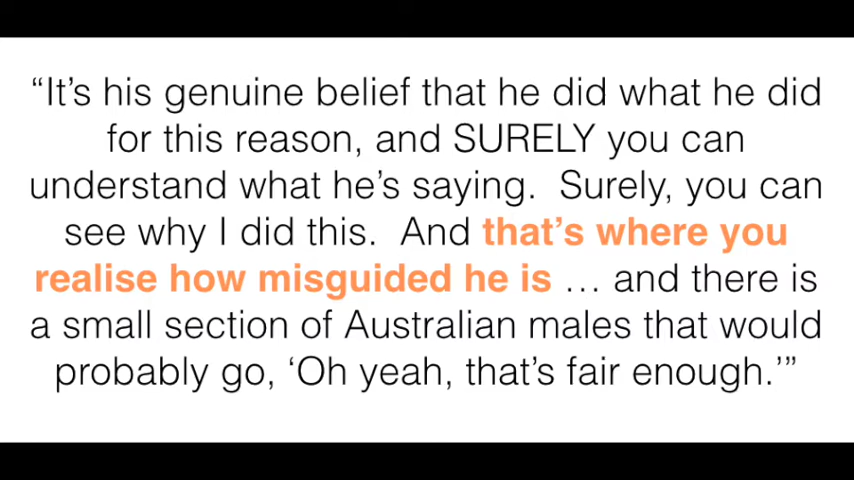 “It’s his genuine belief that he did what he did
for this reason, and SURELY you can
understand what he’s saying.  Surely, you can
see why I did this.  And that’s where you
realise how misguided he is … and there is
a small section of Australian males that would
probably go, ‘Oh yeah, that’s fair enough.’”